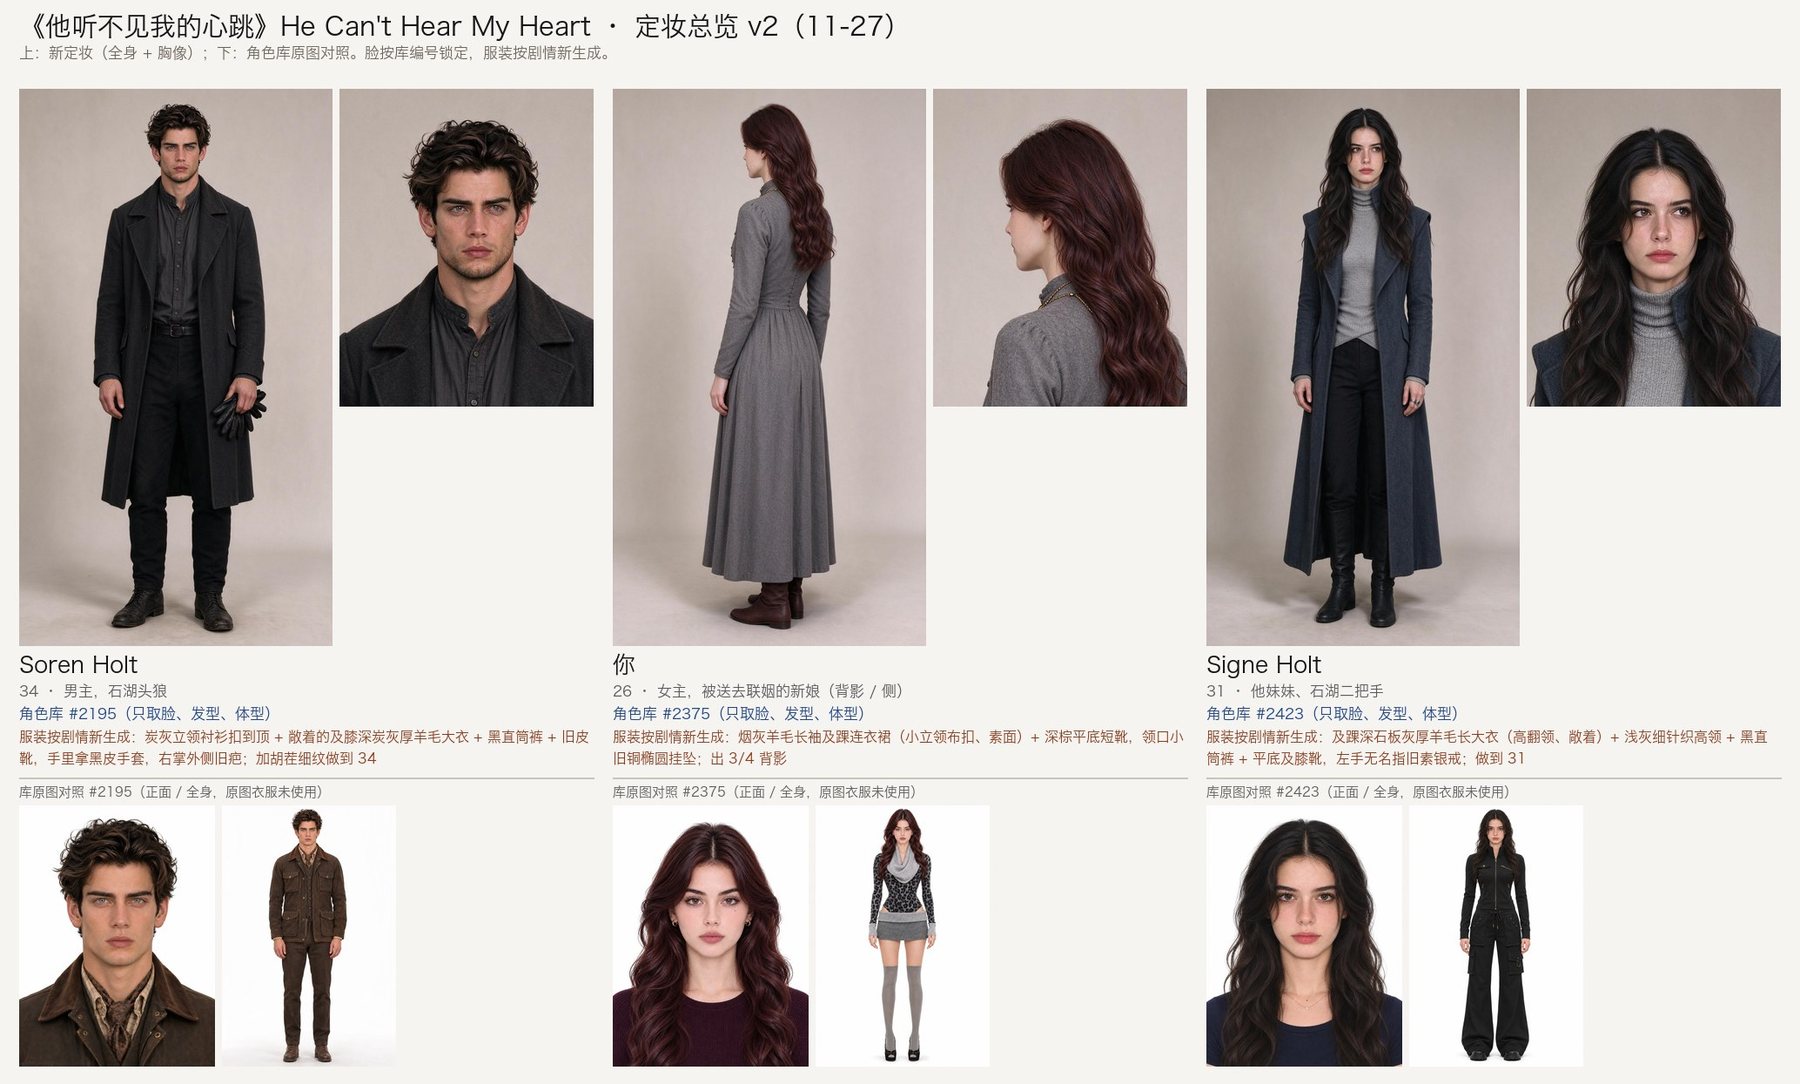 《他听不见我的心跳》He Can't Hear My Heart · 定妆总览 v2（11-27）
上：新定妆（全身 + 胸像）；下：角色库原图对照。脸按库编号锁定，服装按剧情新生成。
Soren Holt
34 · 男主，石湖头狼
角色库 #2195（只取脸、发型、体型）
服装按剧情新生成：炭灰立领衬衫扣到顶 + 敞着的及膝深炭灰厚羊毛大衣 + 黑直筒裤 + 旧皮
靴，手里拿黑皮手套，右掌外侧旧疤；加胡茬细纹做到 34
库原图对照 #2195（正面 / 全身，原图衣服未使用）
你
26 · 女主，被送去联姻的新娘（背影 / 侧）
角色库 #2375（只取脸、发型、体型）
服装按剧情新生成：烟灰羊毛长袖及踝连衣裙（小立领布扣、素面）+ 深棕平底短靴，领口小
旧铜椭圆挂坠；出 3/4 背影
库原图对照 #2375（正面 / 全身，原图衣服未使用）
Signe Holt
31 · 他妹妹、石湖二把手
角色库 #2423（只取脸、发型、体型）
服装按剧情新生成：及踝深石板灰厚羊毛长大衣（高翻领、敞着）+ 浅灰细针织高领 + 黑直
筒裤 + 平底及膝靴，左手无名指旧素银戒；做到 31
库原图对照 #2423（正面 / 全身，原图衣服未使用）